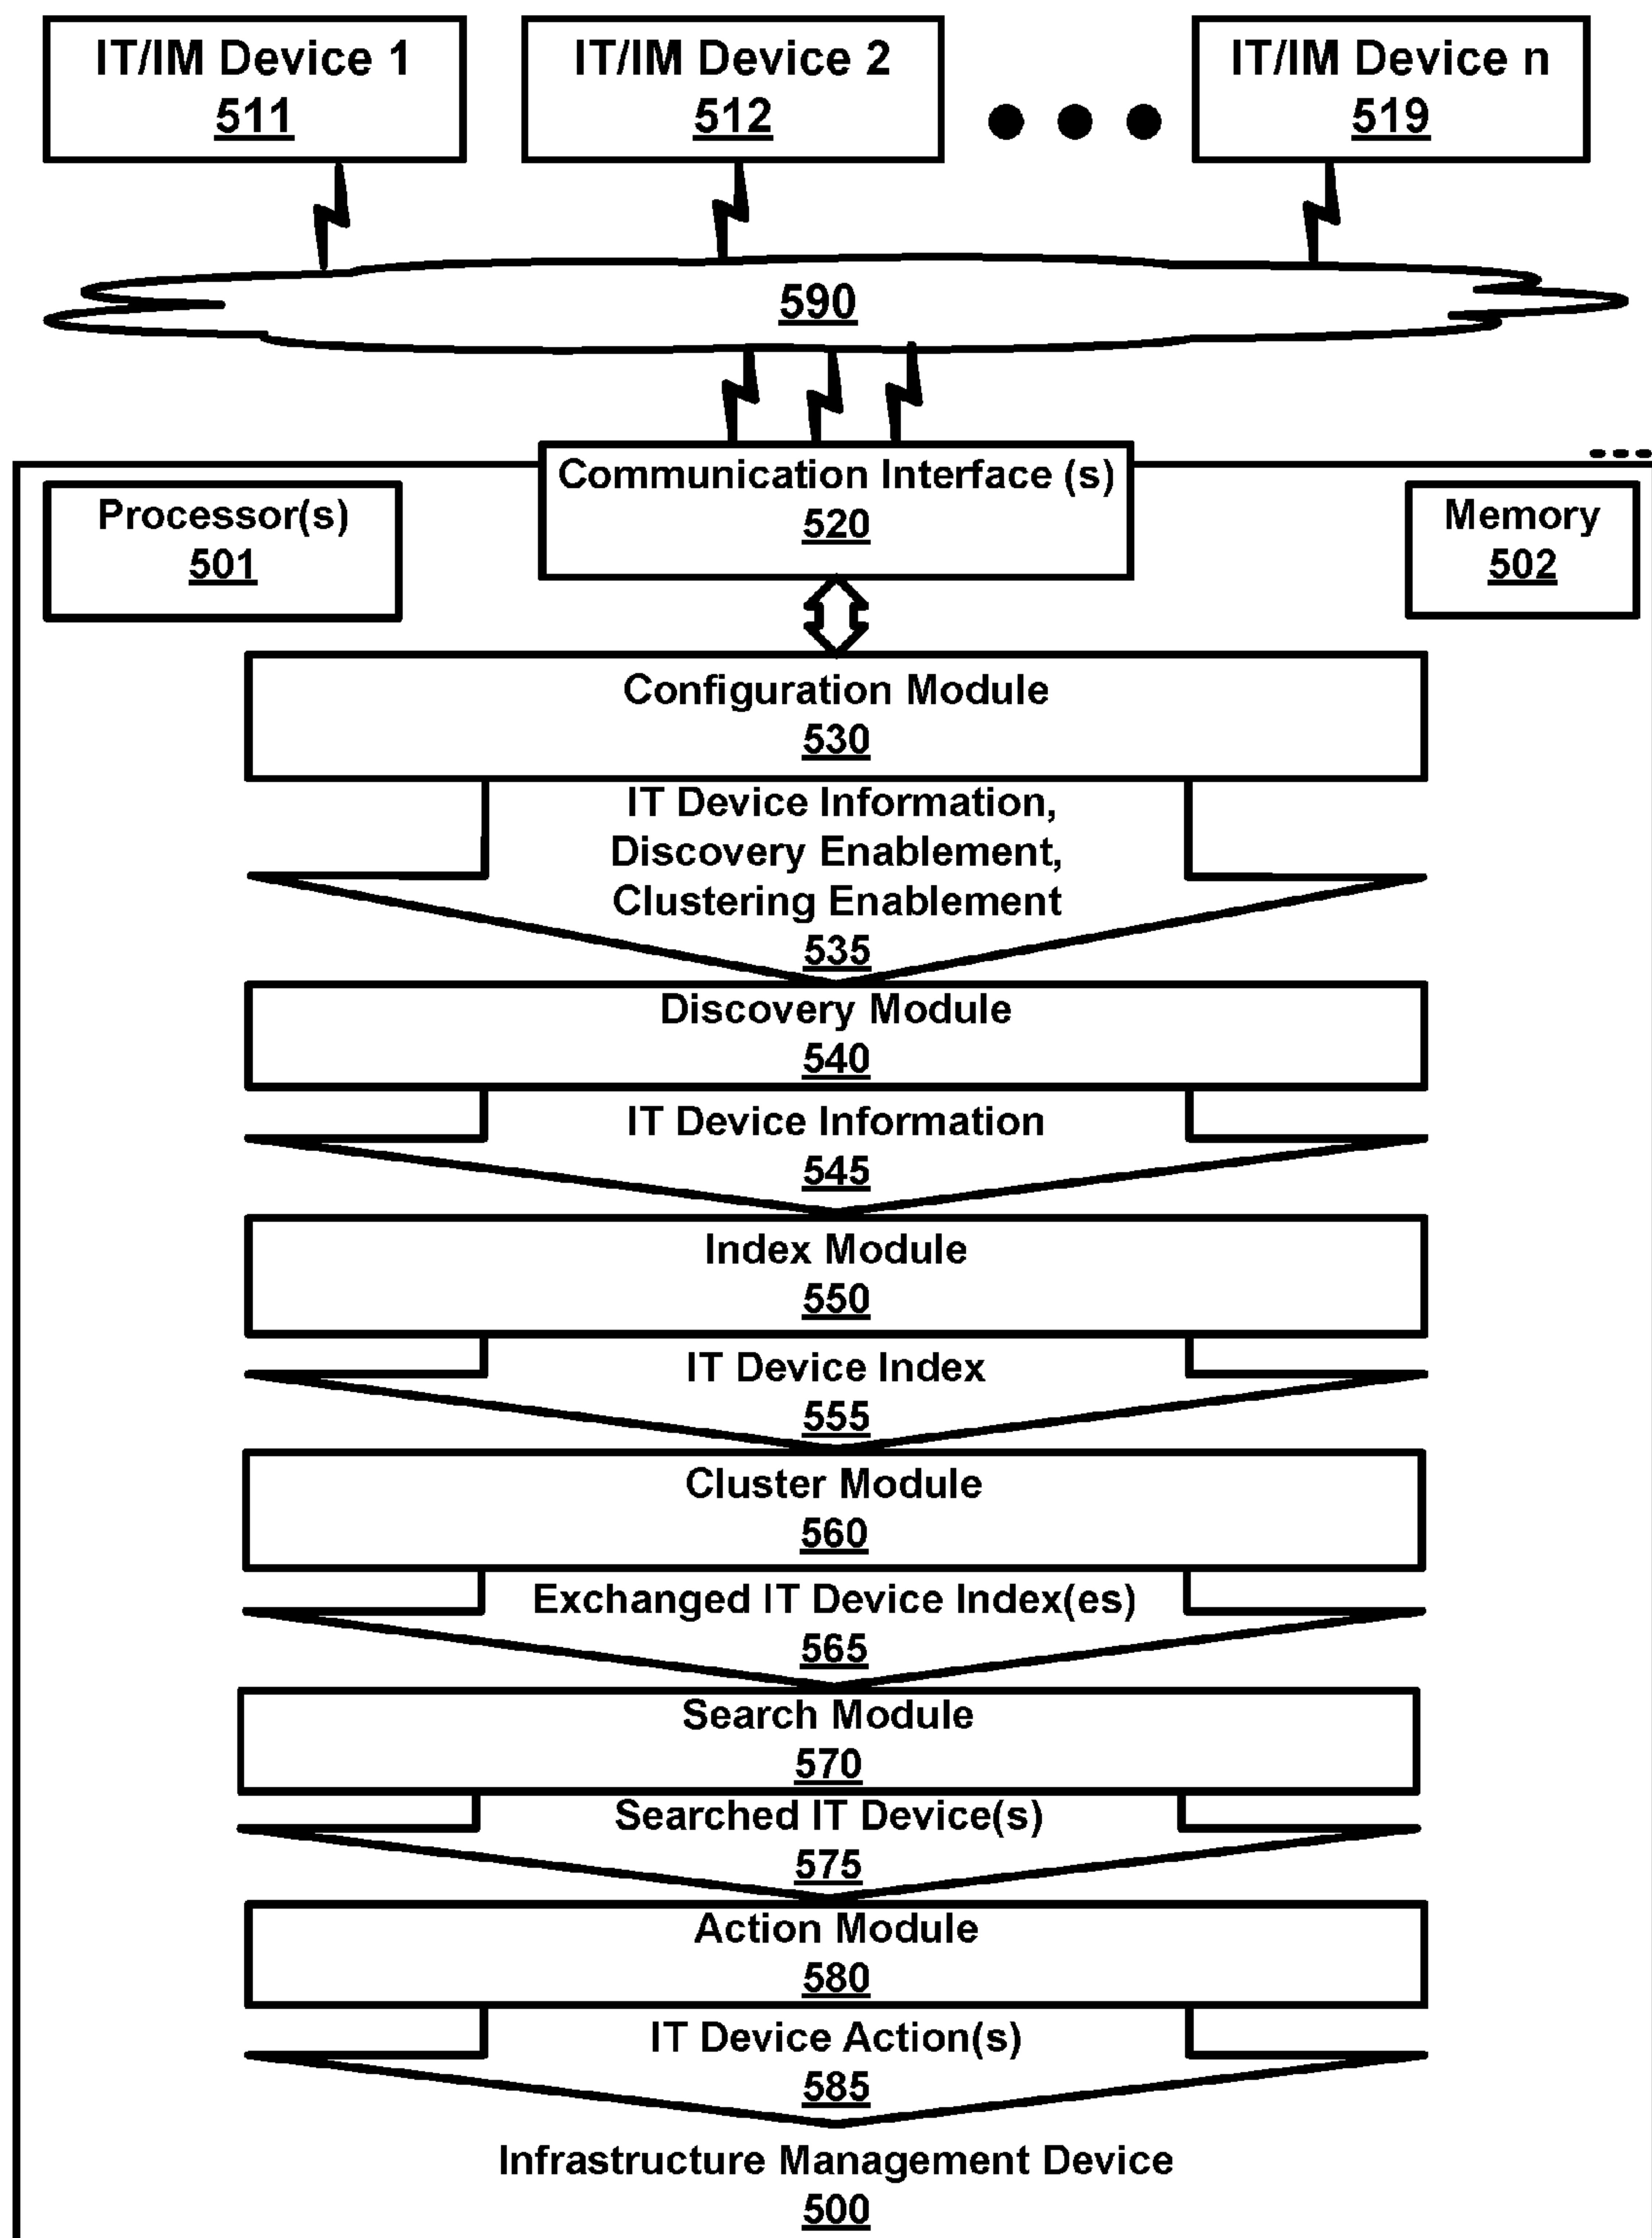 IT/IM Device 1
511
IT/IM Device 2
512
IT/IM Device n
519
590
Communication Interface (s)
520
Processor(s)
501
Memory
502
Configuration Module
530
IT Device Information,
Discovery Enablement,
Clustering Enablement
535
Discovery Module
540
IT Device Information
545
Index Module
550
IT Device Index
555
Cluster Module
560
Exchanged IT Device Index(es)
565
Search Module
570
Searched IT Device(s)
575
Action Module
580
IT Device Action(s)
585
Infrastructure Management Device
500